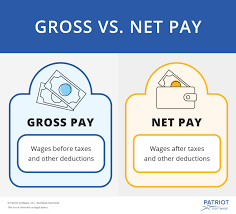 GROSS VS. NET PAY
GROSS PAY
Wages before taxes
and other deductions
NET PAY
Wages after taxes
and other deductions
PATRIOT